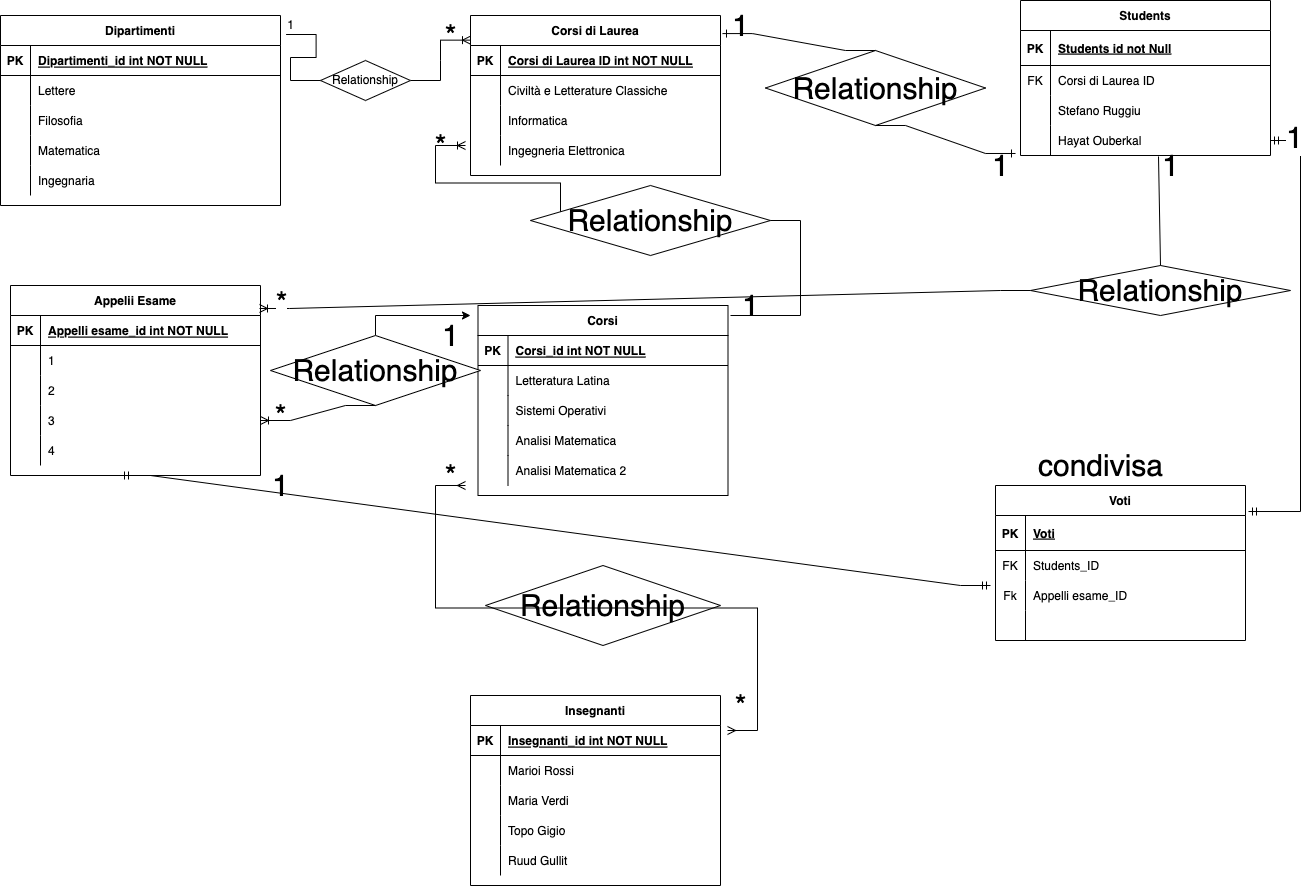 Dipartimenti
PK Dipartimenti_id int NOT NULL
Lettere
Filosofia
Matematica
Ingegnaria
1
Relationship
*
Corsi di Laurea
PK Corsi di Laurea ID int NOT NULL
Civiltà e Letterature Classiche
Informatica
Ingegneria Elettronica
1
Relationship
1
Students
PK Students id not Null
FK Corsi di Laurea ID
Stefano Ruggiu
Hayat Ouberkal
1
1
*
Relationship
1
Relationship
*
Appelii Esame
PK Appelli esame_id int NOT NULL
1
2
3
4
1
Relationship
*
1
Corsi
PK Corsi_id int NOT NULL
Letteratura Latina
Sistemi Operativi
Analisi Matematica
Analisi Matematica 2
*
condivisa
Voti
PK Voti
FK Students_ID
Fk Appelli esame_ID
Relationship
*
Insegnanti
PK Insegnanti_id int NOT NULL
Marioi Rossi
Maria Verdi
Topo Gigio
Ruud Gullit